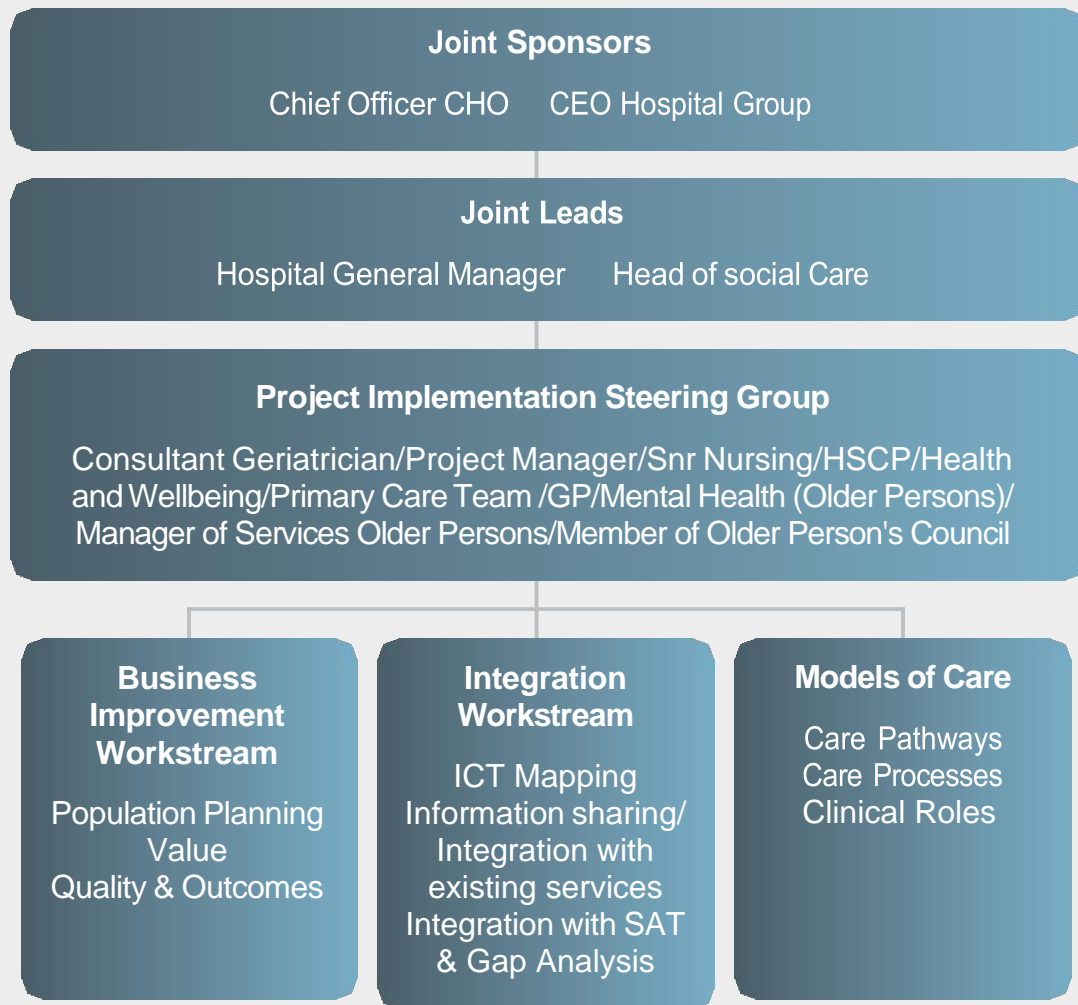 Joint Sponsors
Chief Officer CHO CEO Hospital Group
Joint Leads
Hospital General Manager Head of social Care
Project Implementation Steering Group
Consultant Geriatrician/Project Manager/Snr Nursing/HSCP/Health
and Wellbeing/Primary Care Team /GP/Mental Health (Older Persons)/
Manager of Services Older Persons/Member of Older Person's Council
Business
Improvement
Workstream
Population Planning
Value
Quality & Outcomes
Integration
Workstream
ICT Mapping
Information sharing/
Integration with
existing services
Integration with SAT
& Gap Analysis
Models of Care
Care Pathways
Care Processes
Clinical Roles